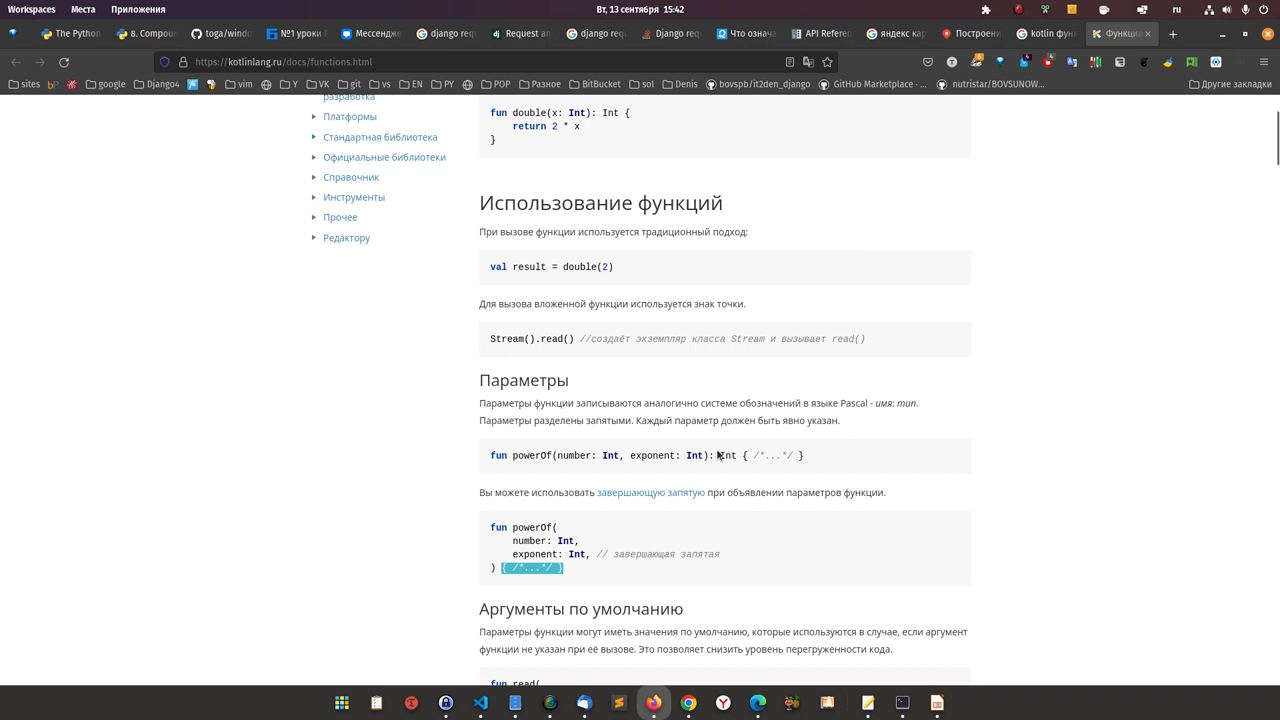 Workspaces Места Приложения Вт, 13 сентября 15:42 ru
The Python 8. Compou toga/windo №1 уроки Мессендже django req Request an django req Django req Что означа API Referen яндекс кар Построени kotlin фун Функции
https://kotlinlang.ru/docs/functions.html
sites b google Django4 a vim Y git vs EN PY POP Разное BitBucket sol Denis bovspb/it2den_django GitHub Marketplace · ... nutristar/BOVSUNOW... Другие закладки
разработка
Платформы
Стандартная библиотека
Официальные библиотеки
Справочник
Инструменты
Прочее
Редактору
fun double(x: Int): Int {
return 2 * x
}
Использование функций
При вызове функции используется традиционный подход:
val result = double(2)
Для вызова вложенной функции используется знак точки.
Stream().read() //создаёт экземпляр класса Stream и вызывает read()
Параметры
Параметры функции записываются аналогично системе обозначений в языке Pascal - имя: тип.
Параметры разделены запятыми. Каждый параметр должен быть явно указан.
fun powerOf(number: Int, exponent: Int): Int { /*...*/ }
Вы можете использовать завершающую запятую при объявлении параметров функции.
fun powerOf(
number: Int,
exponent: Int, // завершающая запятая
) { /*...*/ }
Аргументы по умолчанию
Параметры функции могут иметь значения по умолчанию, которые используются в случае, если аргумент
функции не указан при её вызове. Это позволяет снизить уровень перегруженности кода.
fun read(